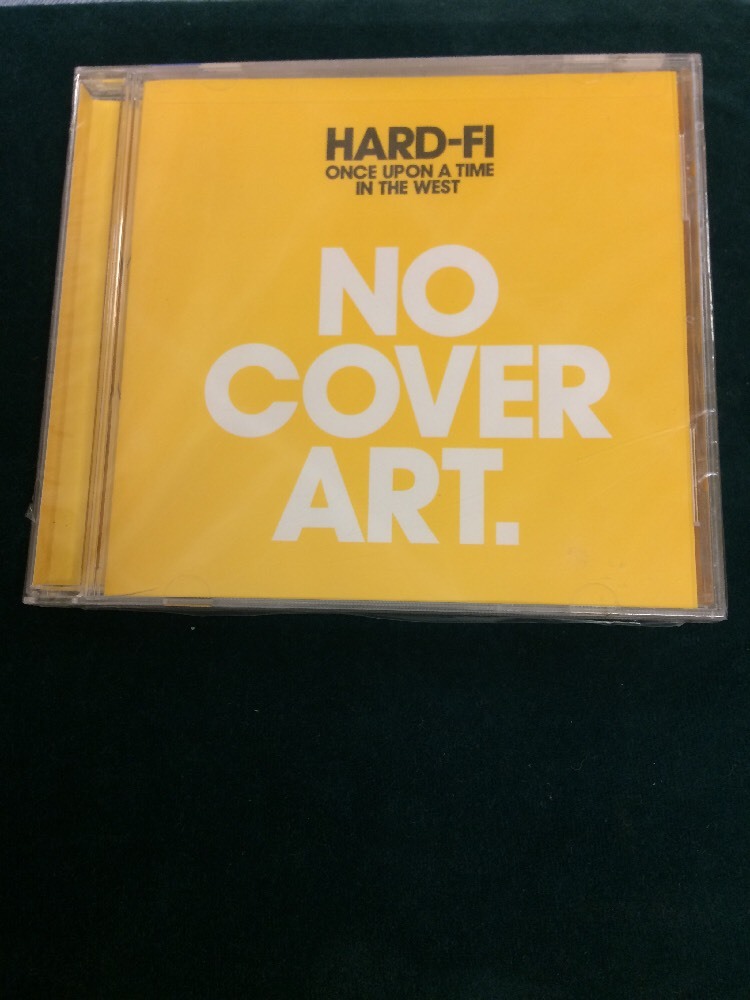 HARD-FI
ONCE UPON A TIME
IN THE WEST
NO
COVER
ART.